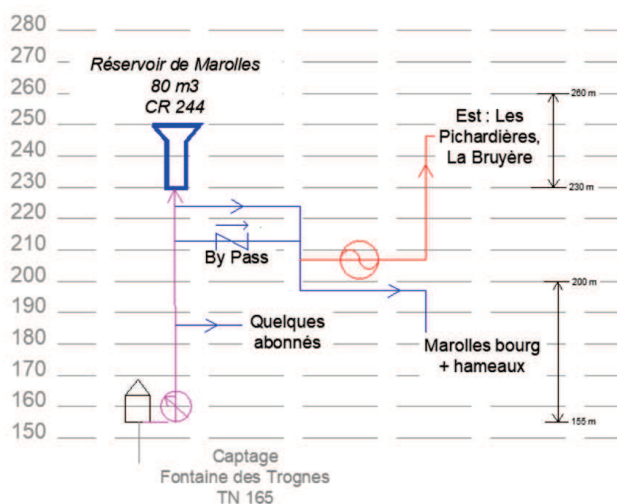 280
270
260
250
240
230
220
210
200
190
180
170
160
150
Réservoir de Marolles
80 m3
CR 244
Est : Les
Pichardières,
La Bruyère
260 m
230 m
By Pass
200 m
Quelques
abonnés
Marolles bourg
+ hameaux
155 m
Captage
Fontaine des Trognes
TN 165